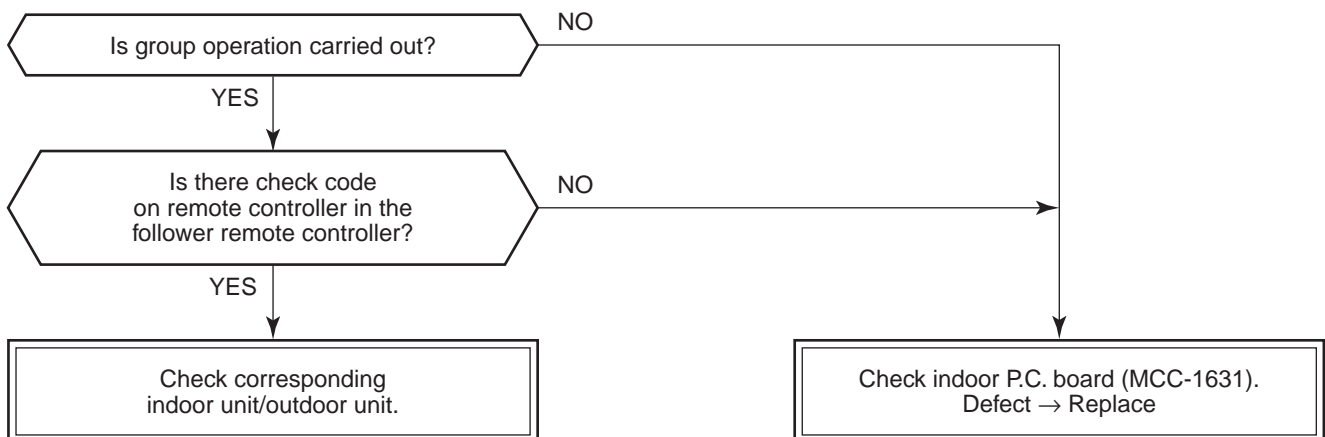 NO
Is group operation carried out?
YES
Is there check code
on remote controller in the
follower remote controller?
NO
YES
Check corresponding
indoor unit/outdoor unit.
Check indoor P.C. board (MCC-1631).
Defect → Replace